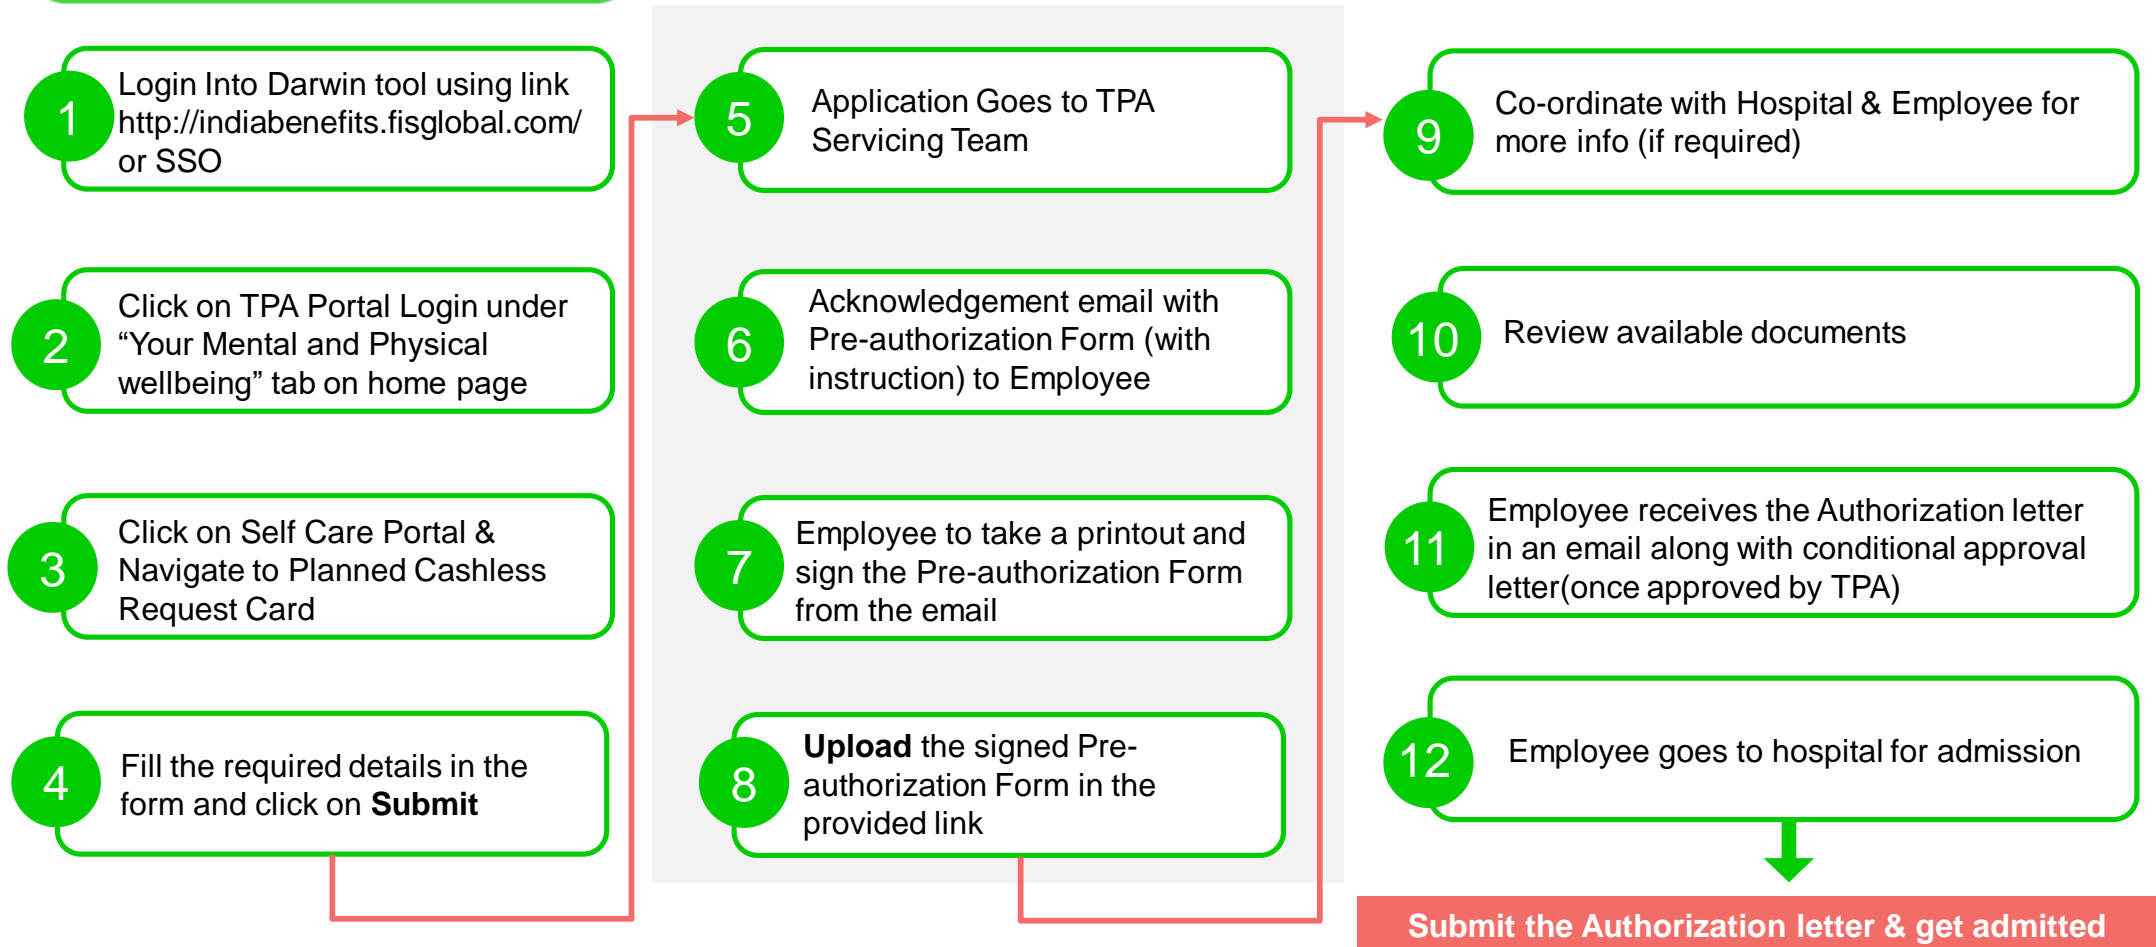 1
Login Into Darwin tool using link
http://indiabenefits.fisglobal.com/
or SSO
2
Click on TPA Portal Login under
“Your Mental and Physical
wellbeing” tab on home page
3
Click on Self Care Portal &
Navigate to Planned Cashless
Request Card
4
Fill the required details in the
form and click on Submit
5
Application Goes to TPA
Servicing Team
6
Acknowledgement email with
Pre-authorization Form (with
instruction) to Employee
7
Employee to take a printout and
sign the Pre-authorization Form
from the email
8
Upload the signed Pre-
authorization Form in the
provided link
9
Co-ordinate with Hospital & Employee for
more info (if required)
10
Review available documents
11
Employee receives the Authorization letter
in an email along with conditional approval
letter(once approved by TPA)
12
Employee goes to hospital for admission
Submit the Authorization letter & get admitted